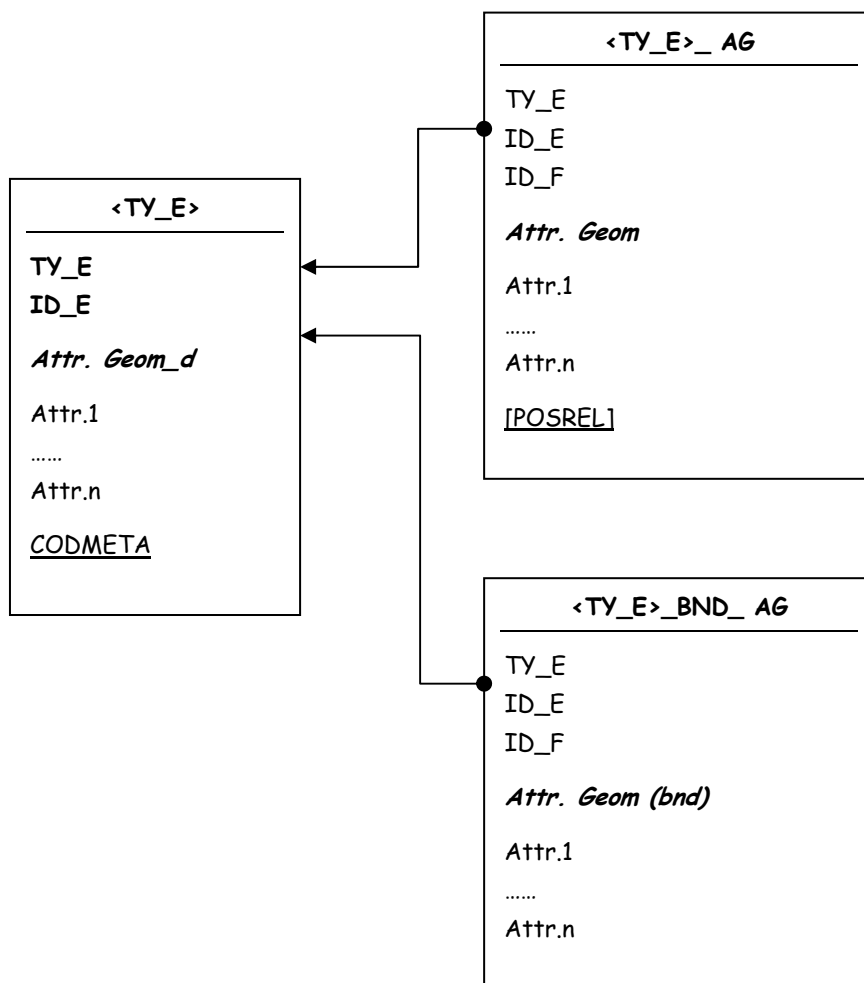 <TY_E>_ AG
TY_E
ID_E
ID_F
Attr. Geom
Attr.1
……
Attr.n
[POSREL]
<TY_E>
TY_E
ID_E
Attr. Geom_d
Attr.1
……
Attr.n
CODMETA
<TY_E>_BND_ AG
TY_E
ID_E
ID_F
Attr. Geom (bnd)
Attr.1
……
Attr.n